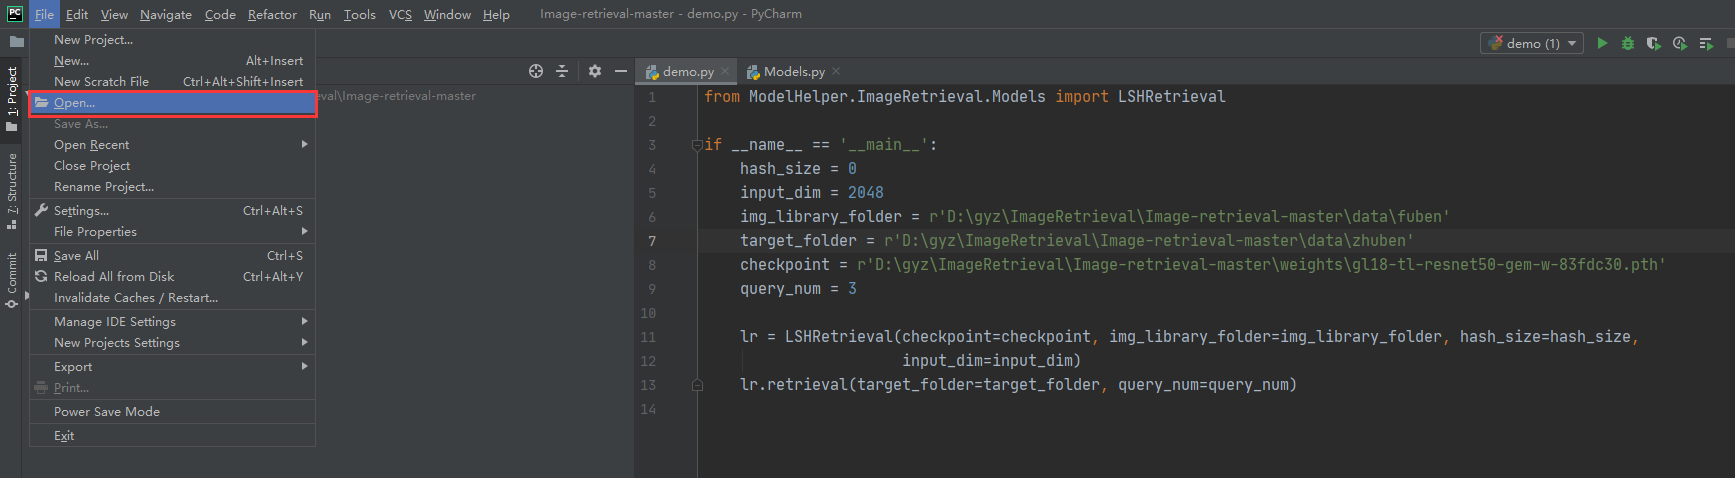 PC File Edit View Navigate Code Refactor Run Tools VCS Window Help Image-retrieval-master - demo.py - PyCharm
demo (1)
1: Project
7: Structure
Commit
New Project...
New... Alt+Insert
New Scratch File Ctrl+Alt+Shift+Insert
Open...
Save As...
Open Recent
Close Project
Rename Project...
Settings... Ctrl+Alt+S
File Properties
Save All Ctrl+S
Reload All from Disk Ctrl+Alt+Y
Invalidate Caches / Restart...
Manage IDE Settings
New Projects Settings
Export
Print...
Power Save Mode
Exit
eval\Image-retrieval-master
demo.py Models.py
1 from ModelHelper.ImageRetrieval.Models import LSHRetrieval
2
3 if __name__ == '__main__':
4 hash_size = 0
5 input_dim = 2048
6 img_library_folder = r'D:\gyz\ImageRetrieval\Image-retrieval-master\data\fuben'
7 target_folder = r'D:\gyz\ImageRetrieval\Image-retrieval-master\data\zhuben'
8 checkpoint = r'D:\gyz\ImageRetrieval\Image-retrieval-master\weights\gl18-tl-resnet50-gem-w-83fdc30.pth'
9 query_num = 3
10
11 lr = LSHRetrieval(checkpoint=checkpoint, img_library_folder=img_library_folder, hash_size=hash_size,
12 input_dim=input_dim)
13 lr.retrieval(target_folder=target_folder, query_num=query_num)
14